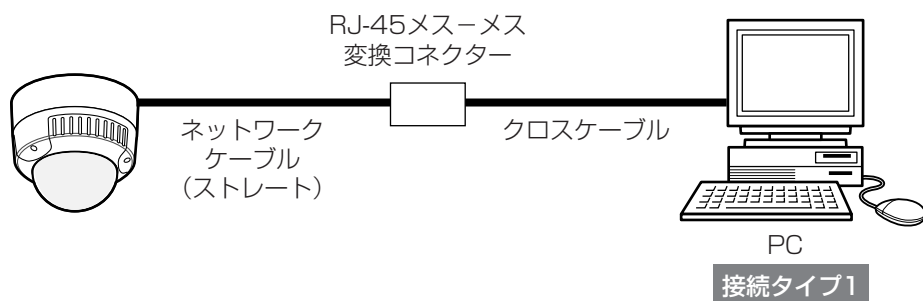 RJ-45メス－メス
変換コネクター
ネットワーク
ケーブル
（ストレート）
クロスケーブル
PC
接続タイプ1